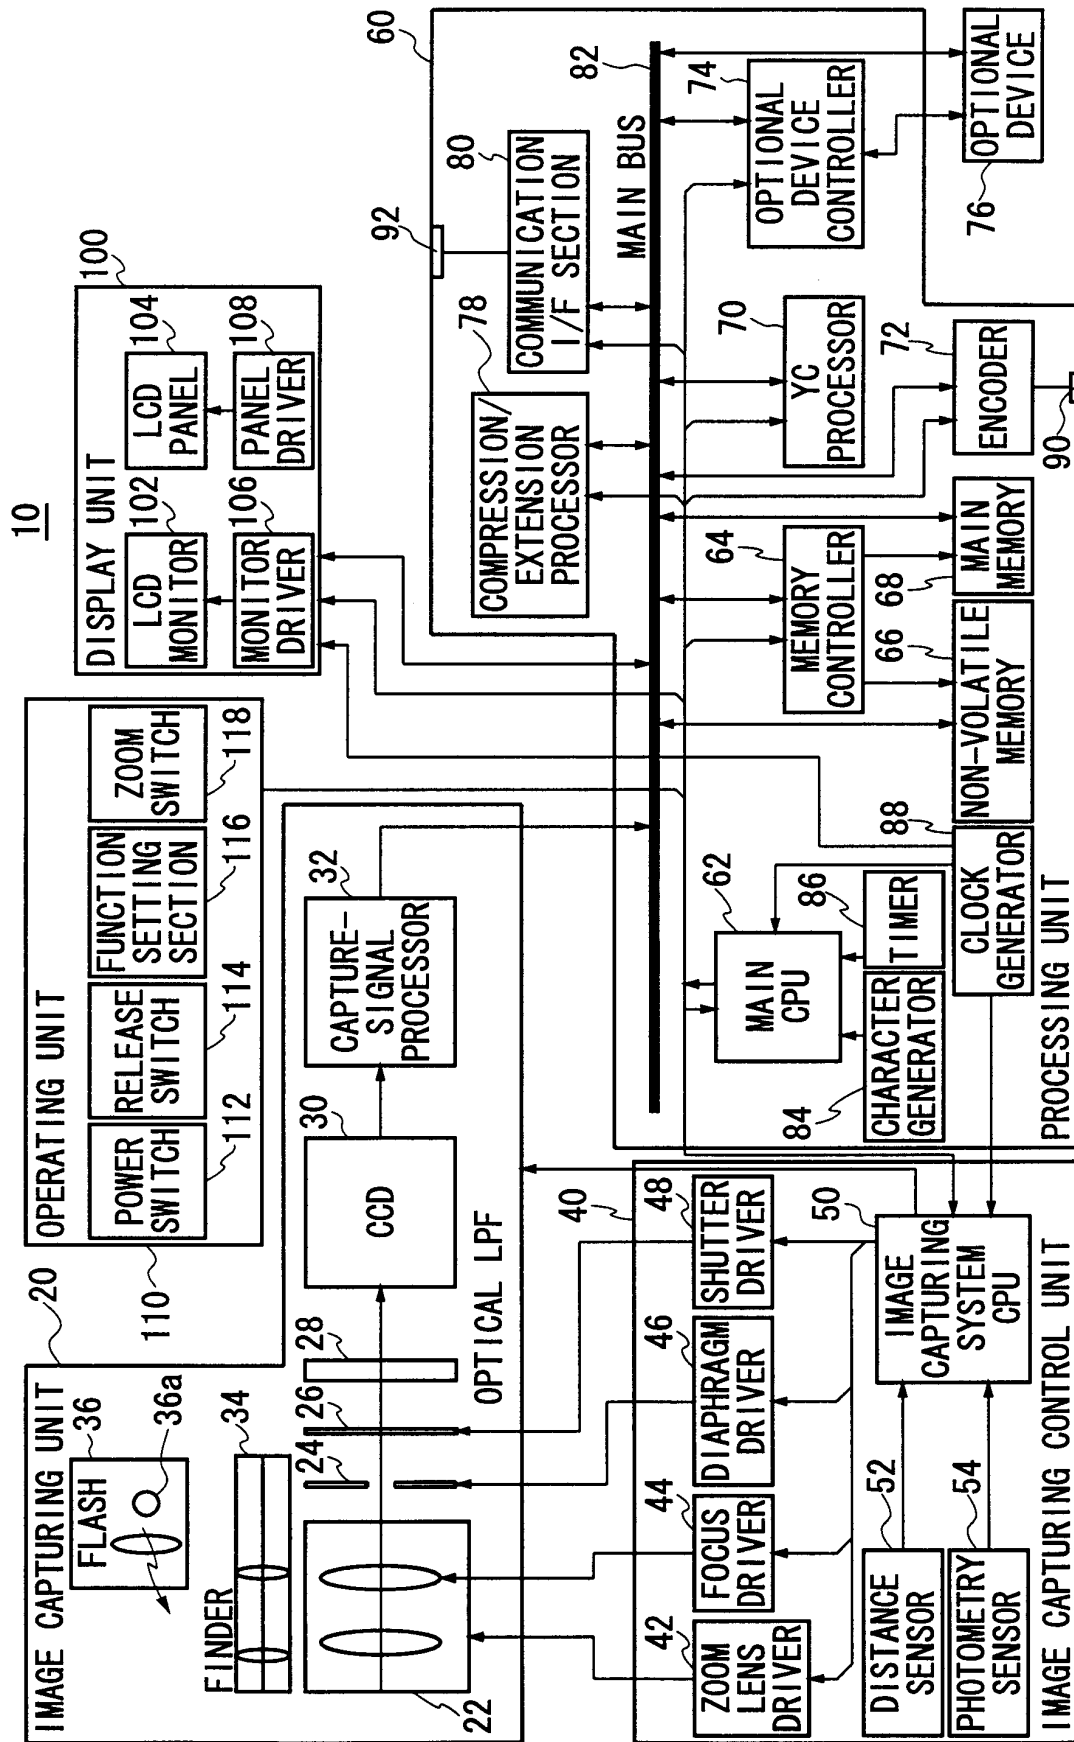 10
IMAGE CAPTURING UNIT
20
36
FLASH
36a
FINDER
34
22
24
26
28
OPTICAL LPF
CCD
30
CAPTURE-
SIGNAL
PROCESSOR
32
OPERATING UNIT
110
POWER
SWITCH
112
RELEASE
SWITCH
114
FUNCTION
SETTING
SECTION
116
ZOOM
SWITCH
118
DISPLAY UNIT
100
LCD
MONITOR
102
LCD
PANEL
104
MONITOR
DRIVER
106
PANEL
DRIVER
108
IMAGE CAPTURING CONTROL UNIT
40
ZOOM
LENS
DRIVER
42
FOCUS
DRIVER
44
DIAPHRAGM
DRIVER
46
SHUTTER
DRIVER
48
IMAGE
CAPTURING
SYSTEM
CPU
50
DISTANCE
SENSOR
52
PHOTOMETRY
SENSOR
54
PROCESSING UNIT
60
COMPRESSION/
EXTENSION
PROCESSOR
78
COMMUNICATION
I/F SECTION
80
92
MAIN BUS
82
MAIN
CPU
62
CHARACTER
GENERATOR
84
TIMER
86
CLOCK
GENERATOR
88
MEMORY
CONTROLLER
64
NON-VOLATILE
MEMORY
66
MAIN
MEMORY
68
YC
PROCESSOR
70
ENCODER
72
90
OPTIONAL
DEVICE
CONTROLLER
74
OPTIONAL
DEVICE
76